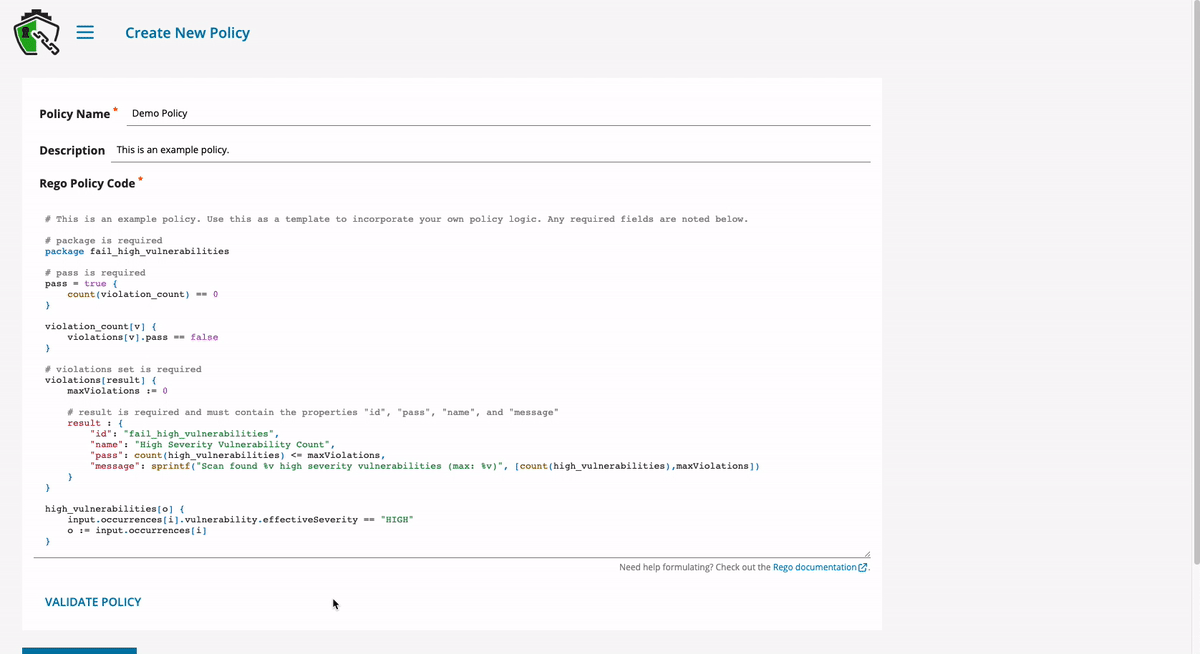 Create New Policy
Policy Name *
Demo Policy
Description
This is an example policy.
Rego Policy Code *
# This is an example policy. Use this as a template to incorporate your own policy logic. Any required fields are noted below.
# package is required
package fail_high_vulnerabilities
# pass is required
pass = true {
count(violation_count) == 0
}
violation_count[v] {
violations[v].pass == false
}
# violations set is required
violations[result] {
maxViolations := 0
# result is required and must contain the properties "id", "pass", "name", and "message"
result : {
"id": "fail_high_vulnerabilities",
"name": "High Severity Vulnerability Count",
"pass": count(high_vulnerabilities) <= maxViolations,
"message": sprintf("Scan found %v high severity vulnerabilities (max: %v)", [count(high_vulnerabilities),maxViolations])
}
}
high_vulnerabilities[o] {
input.occurrences[i].vulnerability.effectiveSeverity == "HIGH"
o := input.occurrences[i]
}
Need help formulating? Check out the Rego documentation.
VALIDATE POLICY